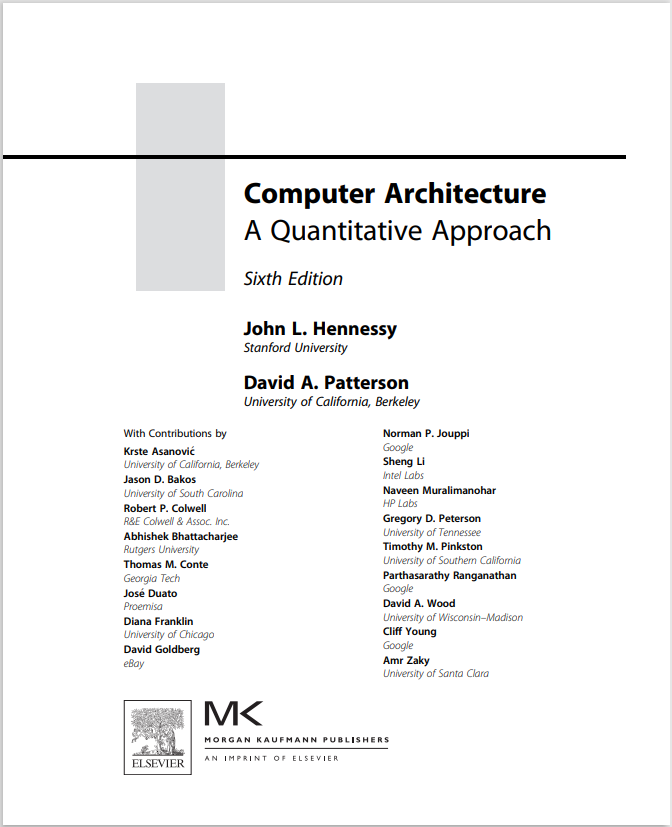 Computer Architecture
A Quantitative Approach
Sixth Edition
John L. Hennessy
Stanford University
David A. Patterson
University of California, Berkeley
With Contributions by
Krste Asanović
University of California, Berkeley
Jason D. Bakos
University of South Carolina
Robert P. Colwell
R&E Colwell & Assoc. Inc.
Abhishek Bhattacharjee
Rutgers University
Thomas M. Conte
Georgia Tech
José Duato
Proemisa
Diana Franklin
University of Chicago
David Goldberg
eBay
Norman P. Jouppi
Google
Sheng Li
Intel Labs
Naveen Muralimanohar
HP Labs
Gregory D. Peterson
University of Tennessee
Timothy M. Pinkston
University of Southern California
Parthasarathy Ranganathan
Google
David A. Wood
University of Wisconsin–Madison
Cliff Young
Google
Amr Zaky
University of Santa Clara
ELSEVIER
MK
MORGAN KAUFMANN PUBLISHERS
AN IMPRINT OF ELSEVIER